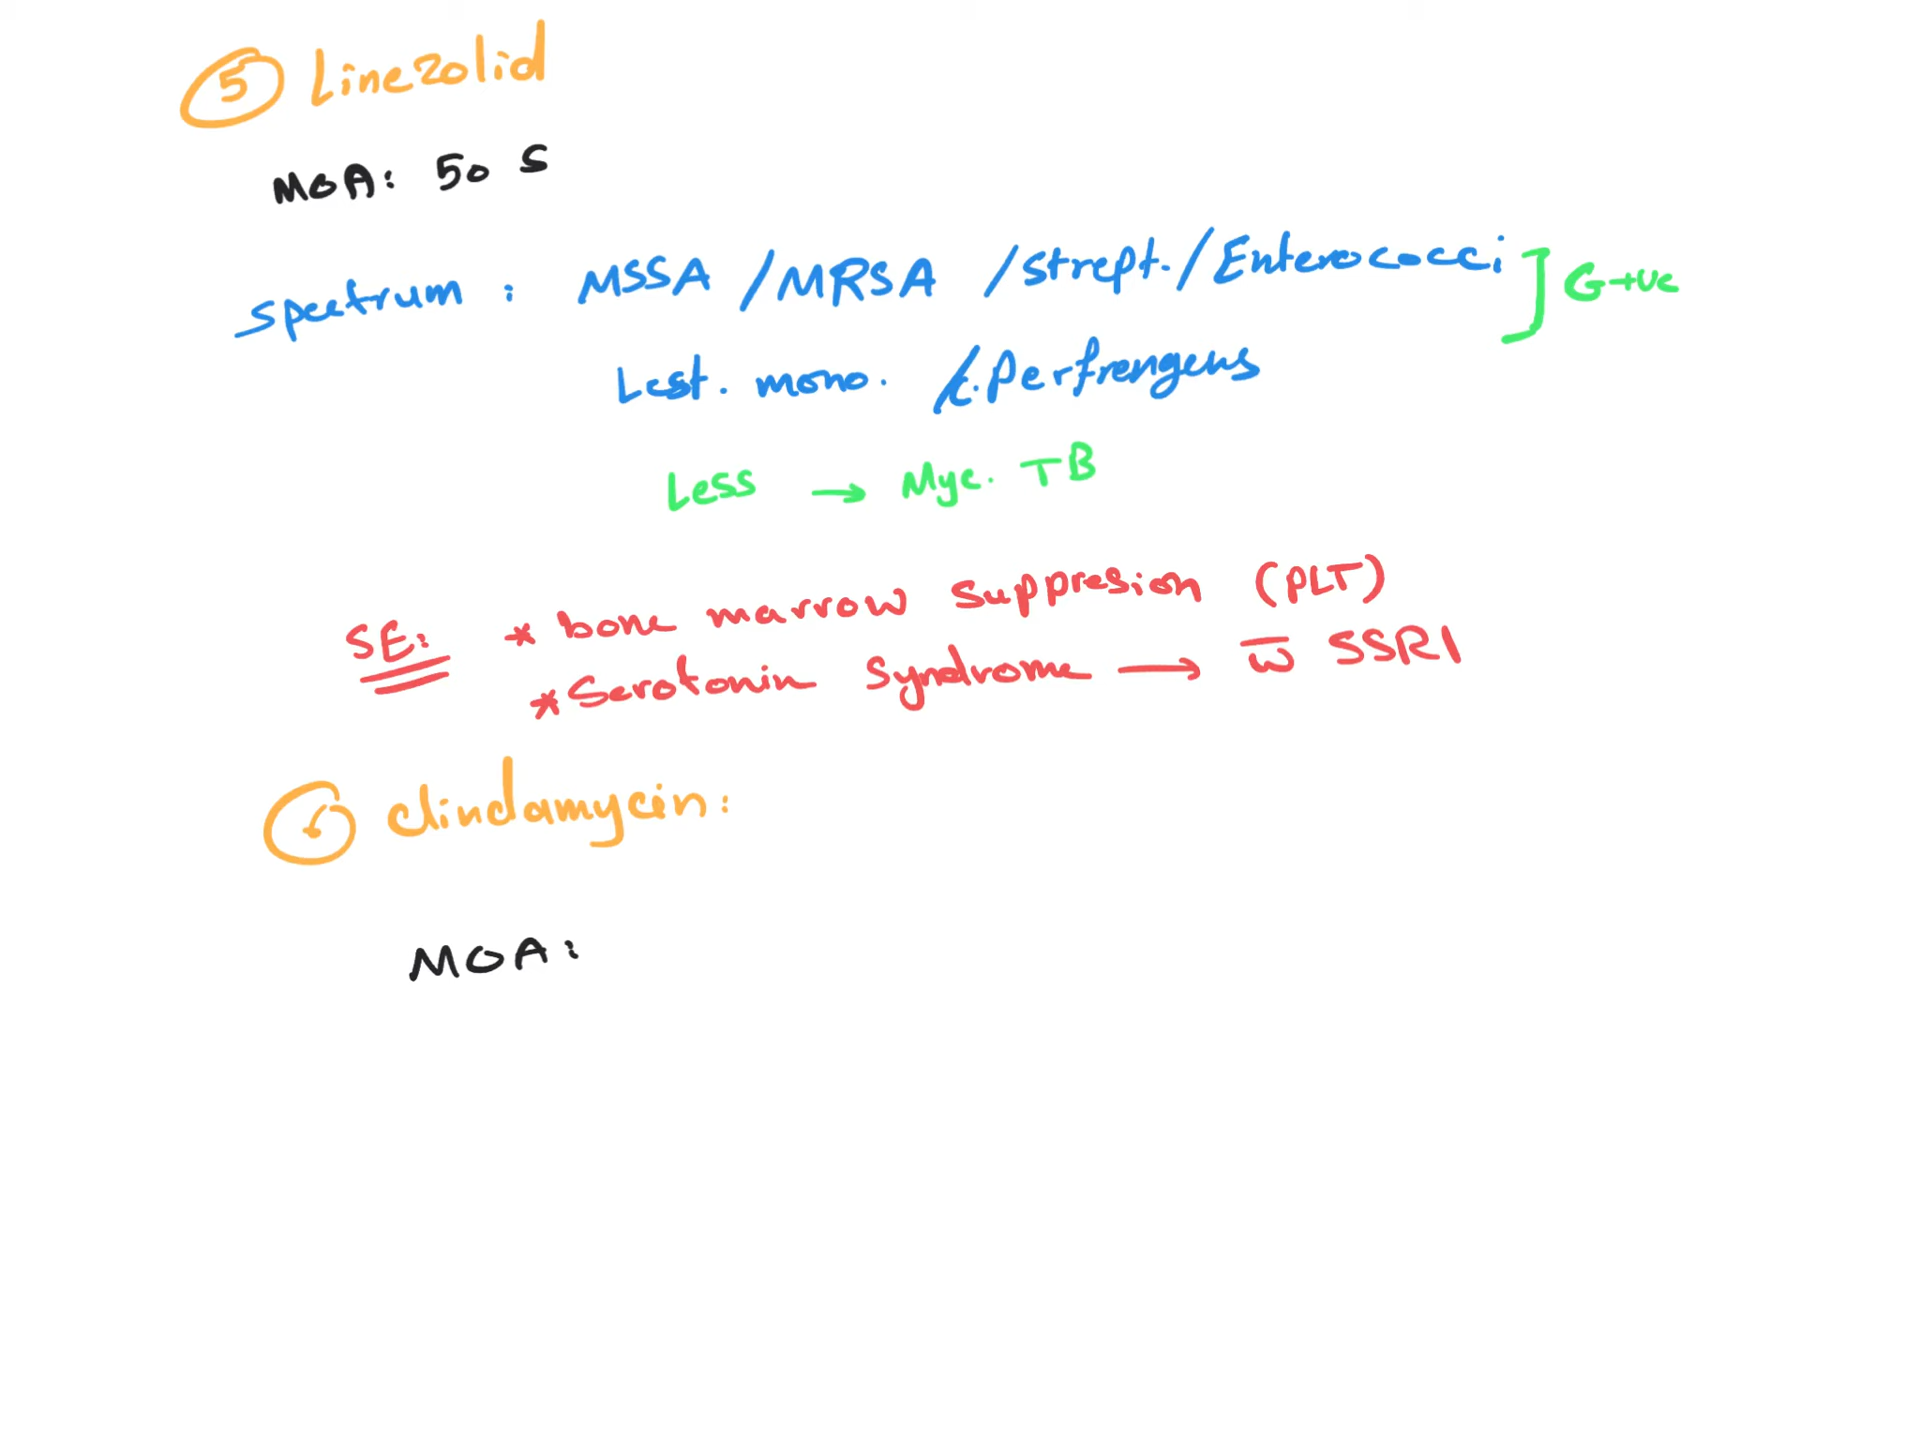 5 Linezolid
MOA: 50 S
spectrum : MSSA / MRSA / strept. / Enterococci ] G+ve
List. mono. / C. Perfrengens
Less → Myc. TB
SE: * bone marrow suppresion (PLT)
* Serotonin Syndrome → w̄ SSRI
6 clindamycin:
MOA: